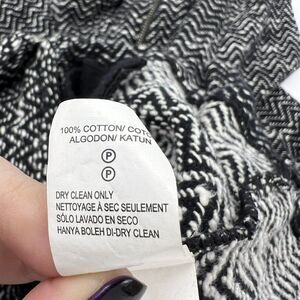 100% COTTON/ COTO
ALGODON/ KATUN
P
P
DRY CLEAN ONLY
NETTOYAGE À SEC SEULEMENT
SÓLO LAVADO EN SECO
HANYA BOLEH DI-DRY CLEAN